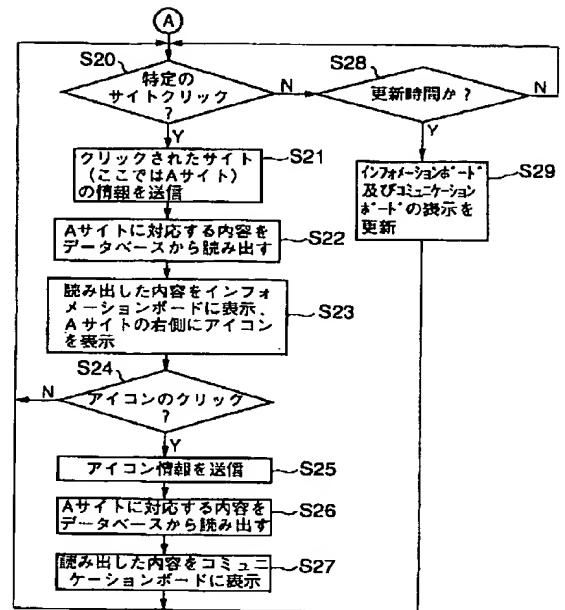 A
S20
特定の
サイトクリック
?
N
Y
S28
更新時間か?
N
Y
クリックされたサイト
(ここではAサイト)
の情報を送信
S21
インフォメーションボード
及びコミュニケーション
ボードの表示を
更新
S29
Aサイトに対応する内容を
データベースから読み出す
S22
読み出した内容をインフォ
メーションボードに表示、
Aサイトの右側にアイコン
を表示
S23
S24
N
アイコンのクリック
?
Y
アイコン情報を送信
S25
Aサイトに対応する内容を
データベースから読み出す
S26
読み出した内容をコミュニ
ケーションボードに表示
S27